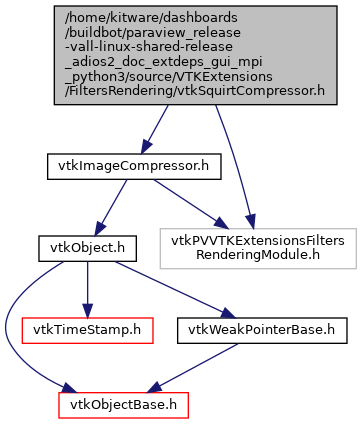 /home/kitware/dashboards
/buildbot/paraview_release
-vall-linux-shared-release
_adios2_doc_extdeps_gui_mpi
_python3/source/VTKExtensions
/FiltersRendering/vtkSquirtCompressor.h
vtkImageCompressor.h
vtkObject.h
vtkPVVTKExtensionsFilters
RenderingModule.h
vtkTimeStamp.h
vtkWeakPointerBase.h
vtkObjectBase.h